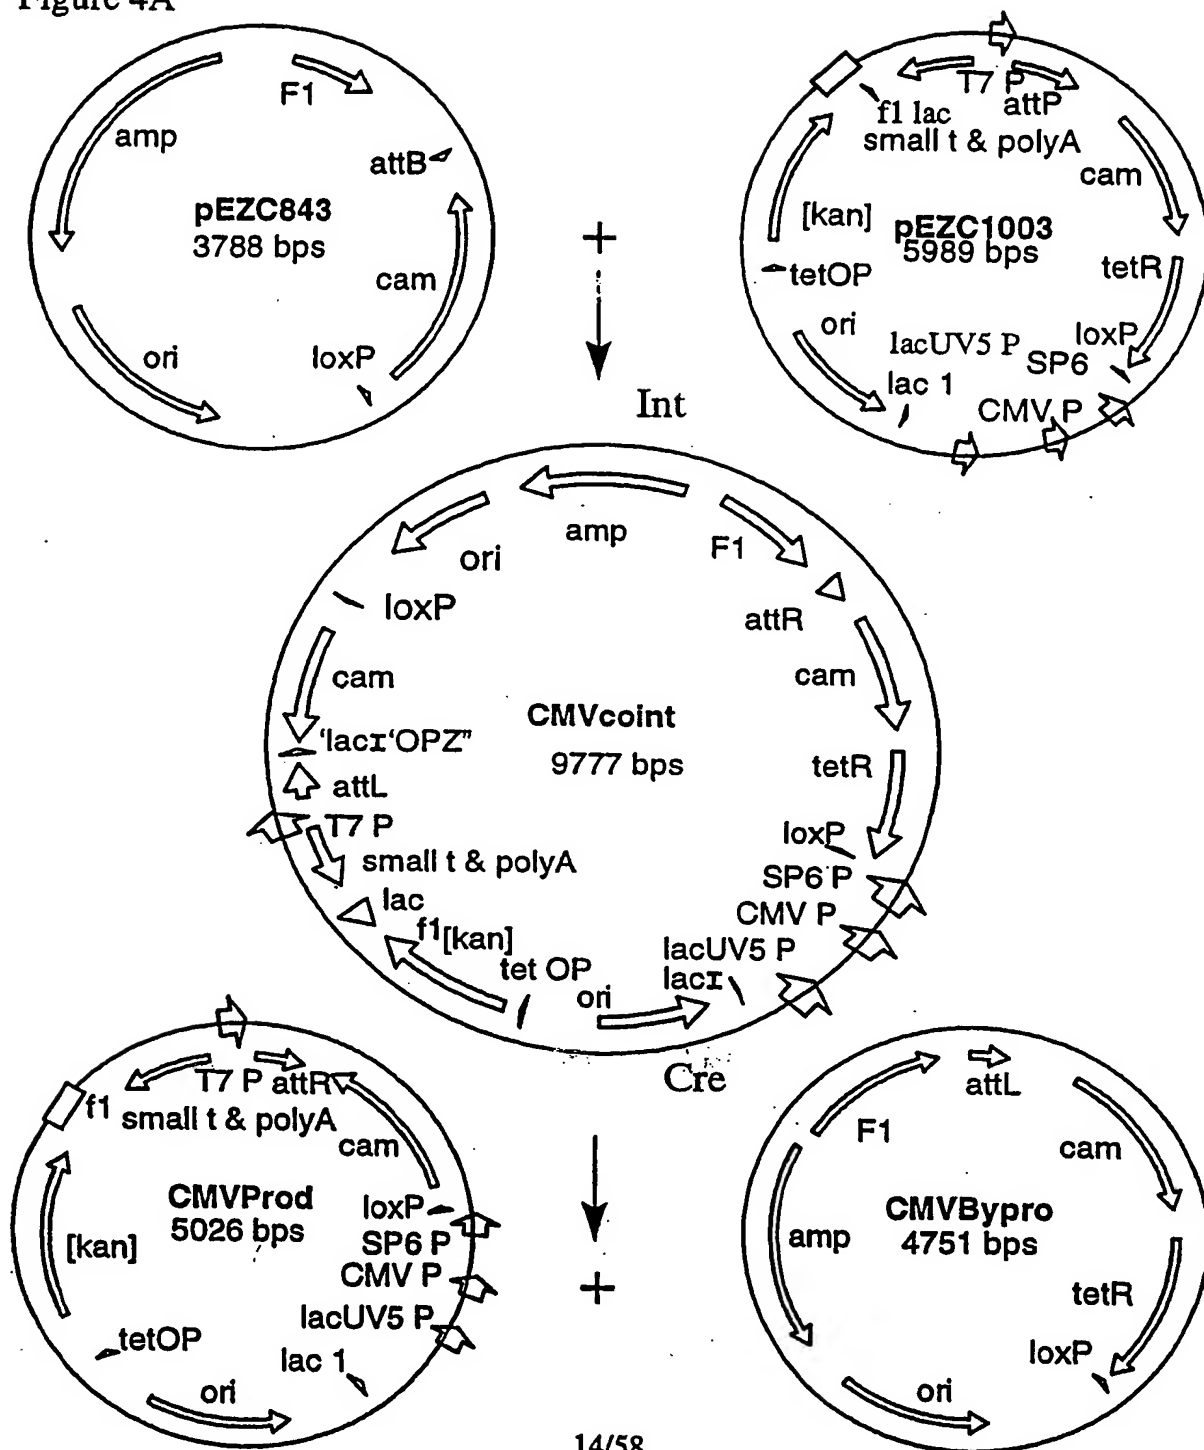 Figure 4A
F1
amp
attB
pEZC843
3788 bps
cam
ori
loxP
+
Int
T7 P
attP
f1 lac
small t & polyA
cam
[kan]
pEZC1003
5989 bps
tetR
tetOP
ori
loxP
lacUV5 P
SP6
lac 1
CMV P
amp
F1
ori
loxP
attR
cam
cam
CMVcoint
9777 bps
'lacI'OPZ"
tetR
attL
T7 P
loxP
small t & polyA
SP6 P
lac
CMV P
f1
[kan]
lacUV5 P
tet OP
lacI
ori
Cre
T7 P
attR
f1
small t & polyA
cam
CMVProd
5026 bps
loxP
[kan]
SP6 P
CMV P
lacUV5 P
tetOP
lac 1
ori
+
attL
F1
cam
CMVBypro
4751 bps
amp
tetR
loxP
ori
14/58